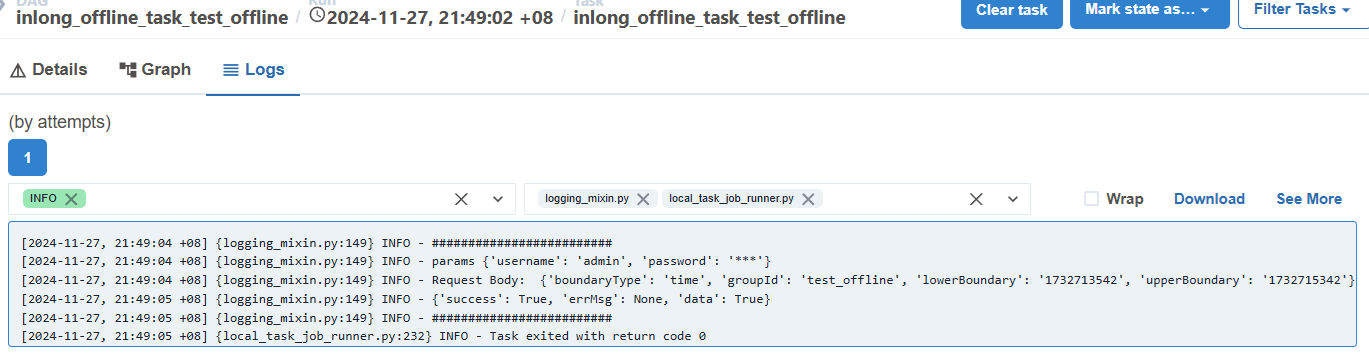 DAG Run Task
inlong_offline_task_test_offline / 2024-11-27, 21:49:02 +08 / inlong_offline_task_test_offline
Clear task Mark state as... Filter Tasks
Details Graph Logs
(by attempts)
1
INFO logging_mixin.py local_task_job_runner.py Wrap Download See More
[2024-11-27, 21:49:04 +08] {logging_mixin.py:149} INFO - #########################
[2024-11-27, 21:49:04 +08] {logging_mixin.py:149} INFO - params {'username': 'admin', 'password': '***'}
[2024-11-27, 21:49:04 +08] {logging_mixin.py:149} INFO - Request Body:  {'boundaryType': 'time', 'groupId': 'test_offline', 'lowerBoundary': '1732713542', 'upperBoundary': '1732715342'}
[2024-11-27, 21:49:05 +08] {logging_mixin.py:149} INFO - {'success': True, 'errMsg': None, 'data': True}
[2024-11-27, 21:49:05 +08] {logging_mixin.py:149} INFO - #########################
[2024-11-27, 21:49:05 +08] {local_task_job_runner.py:232} INFO - Task exited with return code 0